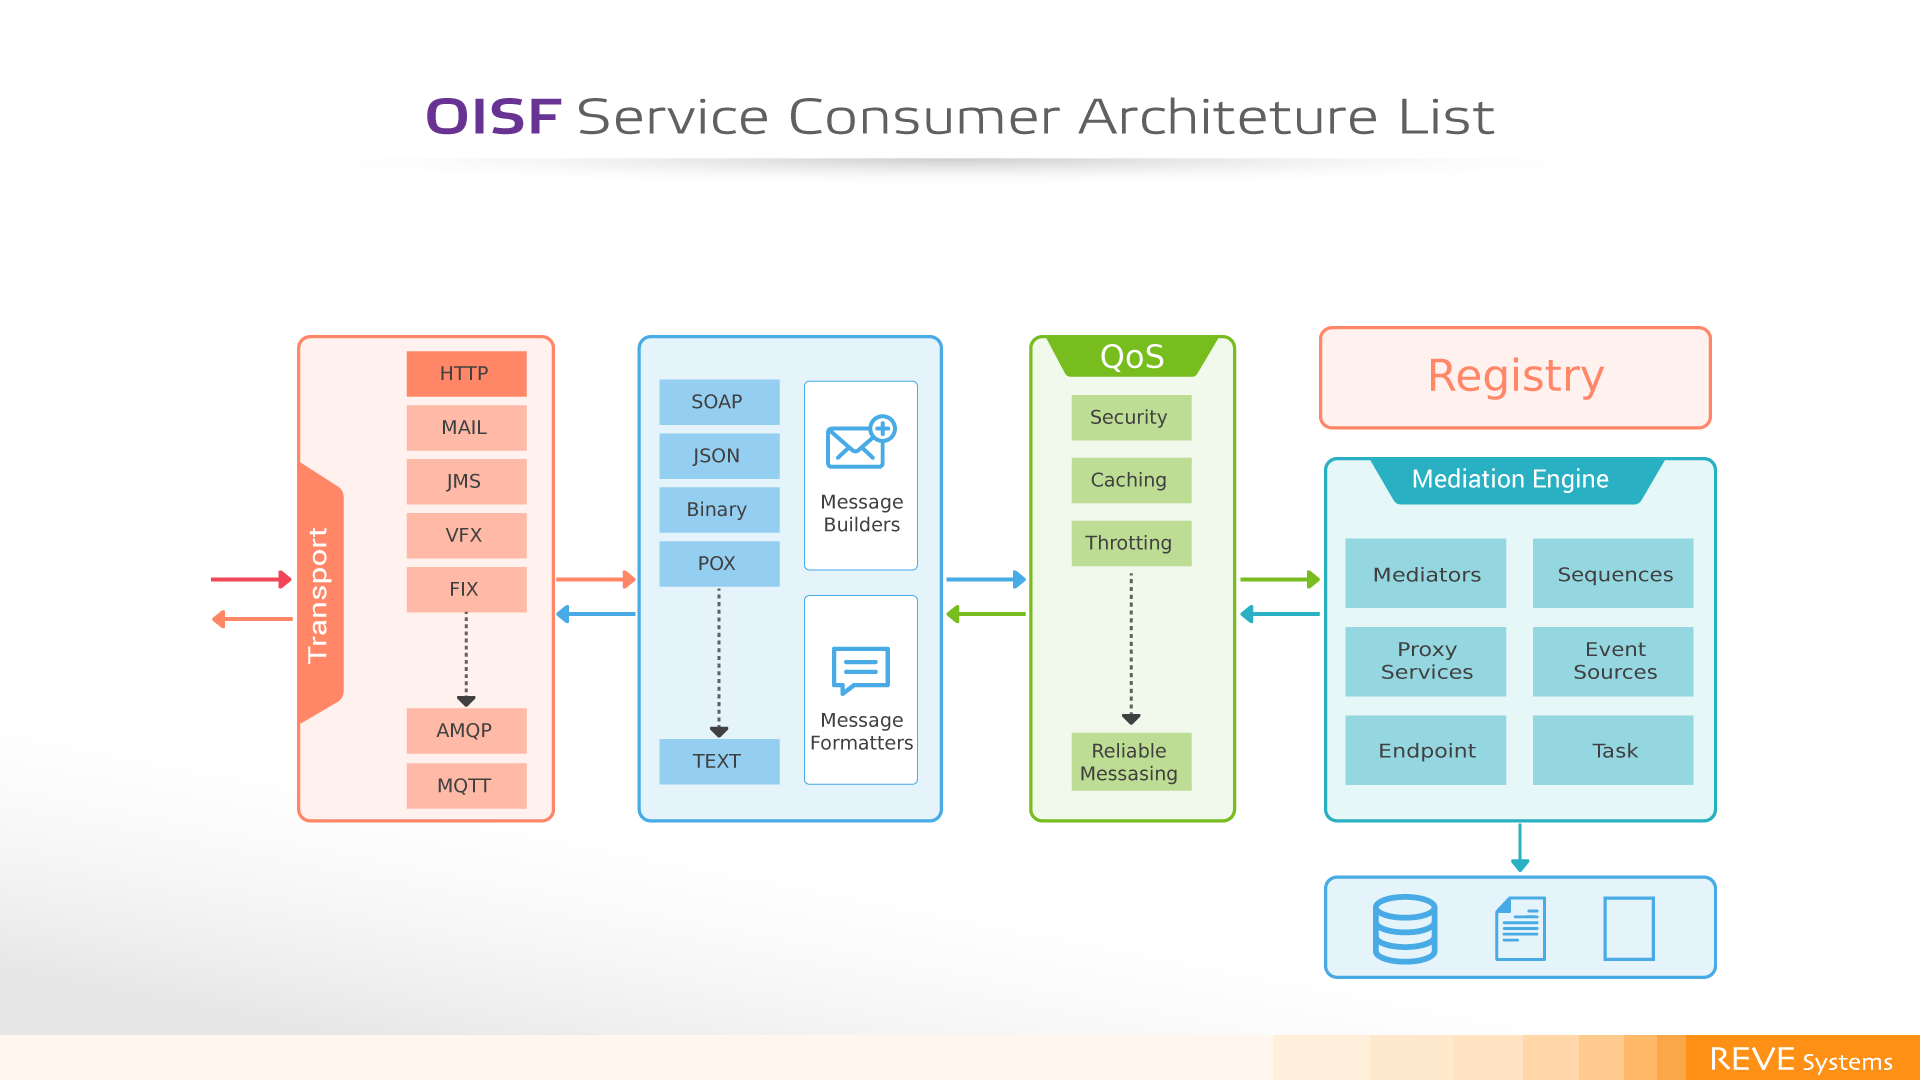 OISF Service Consumer Architeture List
Transport
HTTP
MAIL
JMS
VFX
FIX
AMQP
MQTT
SOAP
JSON
Binary
POX
TEXT
Message
Builders
Message
Formatters
QoS
Security
Caching
Throtting
Reliable
Messasing
Registry
Mediation Engine
Mediators
Sequences
Proxy
Services
Event
Sources
Endpoint
Task
REVE Systems